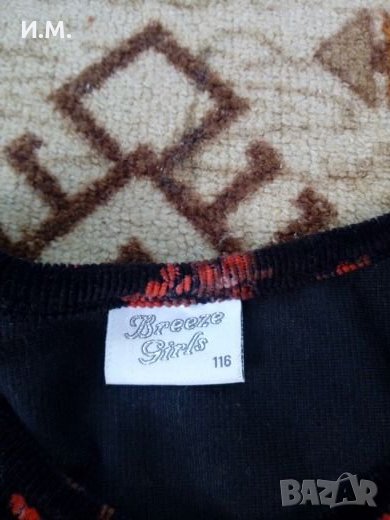 И.М.
Breeze
Girls
116
BAZAR